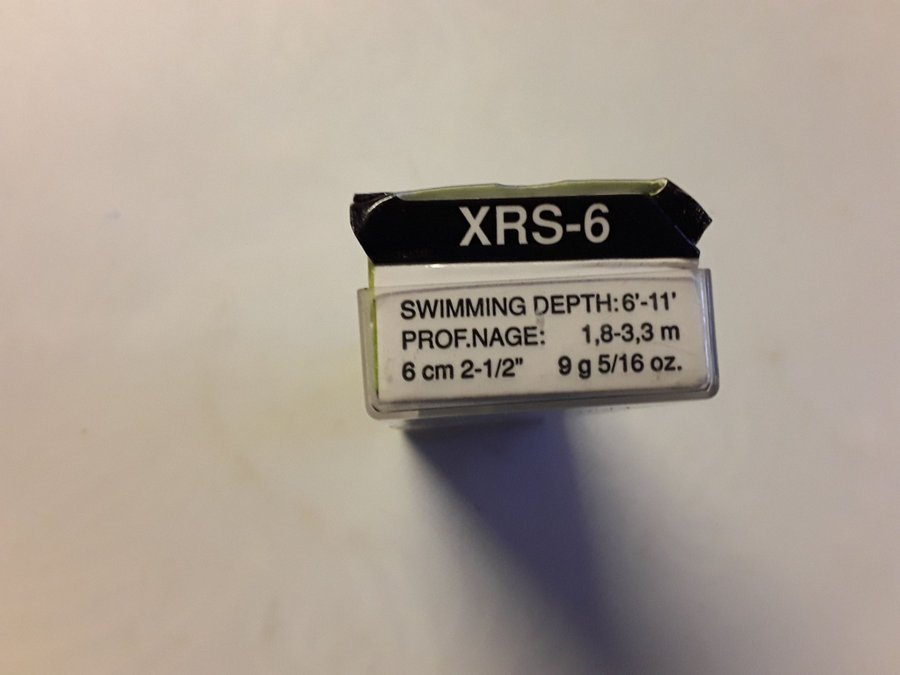 XRS-6
SWIMMING DEPTH: 6'-11'
PROF.NAGE: 1,8-3,3 m
6 cm 2-1/2" 9 g 5/16 oz.